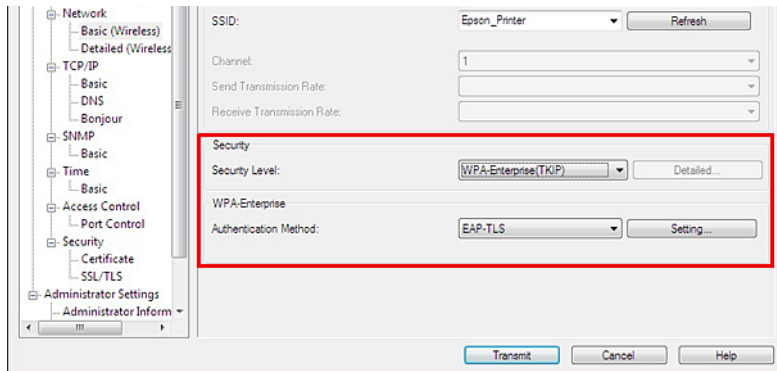 Network
Basic (Wireless)
Detailed (Wireless
TCP/IP
Basic
DNS
Bonjour
SNMP
Basic
Time
Basic
Access Control
Port Control
Security
Certificate
SSL/TLS
Administrator Settings
Administrator Inform
SSID:
Epson_Printer
Refresh
Channel:
1
Send Transmission Rate:
Receive Transmission Rate:
Security
Security Level:
WPA-Enterprise(TKIP)
Detailed...
WPA-Enterprise
Authentication Method:
EAP-TLS
Setting...
Transmit
Cancel
Help